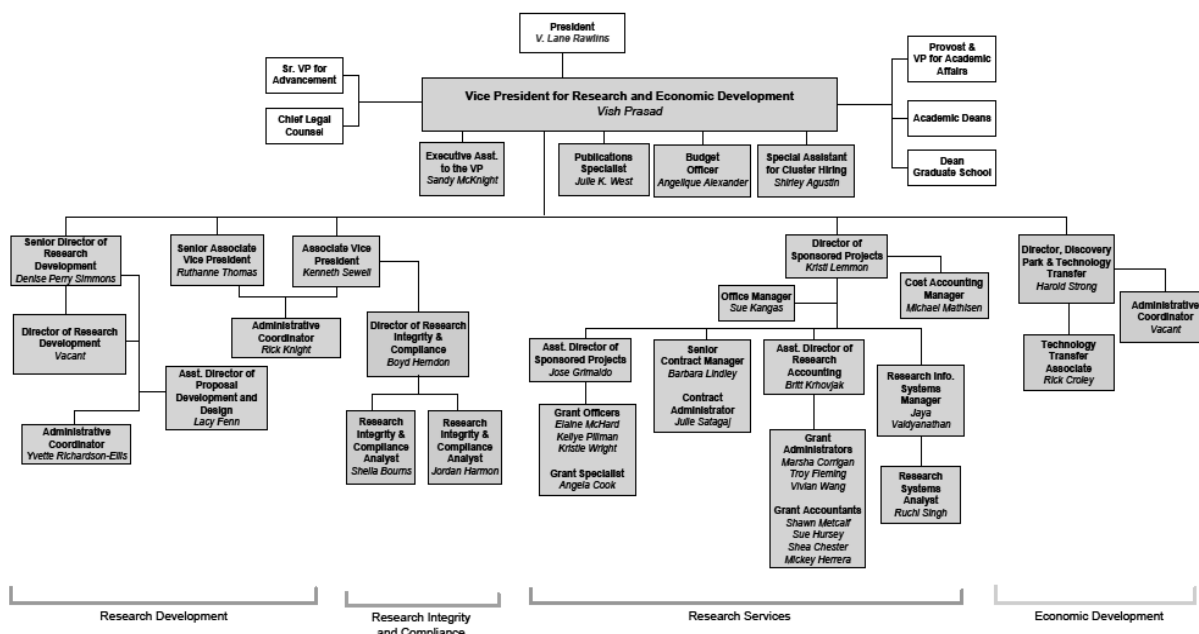 President
V. Lane Rawlins
Sr. VP for
Advancement
Chief Legal
Counsel
Vice President for Research and Economic Development
Vish Prasad
Provost &
VP for Academic
Affairs
Academic Deans
Dean
Graduate School
Executive Asst.
to the VP
Sandy McKnight
Publications
Specialist
Julie K. West
Budget
Officer
Angelique Alexander
Special Assistant
for Cluster Hiring
Shirley Agustin
Senior Director of
Research
Development
Denise Perry Simmons
Senior Associate
Vice President
Ruthanne Thomas
Associate Vice
President
Kenneth Sewell
Director of
Sponsored Projects
Kristi Lemmon
Director, Discovery
Park & Technology
Transfer
Harold Strong
Director of Research
Development
Vacant
Administrative
Coordinator
Rick Knight
Director of Research
Integrity &
Compliance
Boyd Herndon
Office Manager
Sue Kangas
Cost Accounting
Manager
Michael Mathisen
Administrative
Coordinator
Vacant
Asst. Director of
Proposal
Development and
Design
Lacy Fenn
Administrative
Coordinator
Yvette Richardson-Ellis
Research
Integrity &
Compliance
Analyst
Sheila Bourns
Research
Integrity &
Compliance
Analyst
Jordan Harmon
Asst. Director of
Sponsored Projects
Jose Grimaldo
Grant Officers
Elaine McHard
Kellye Pillman
Kristie Wright
Grant Specialist
Angela Cook
Senior
Contract Manager
Barbara Lindley
Contract
Administrator
Julie Satagaj
Asst. Director of
Research
Accounting
Britt Krhovjak
Grant
Administrators
Marsha Corrigan
Troy Fleming
Vivian Wang
Grant Accountants
Shawn Metcalf
Sue Hursey
Shea Chester
Mickey Herrera
Research Info.
Systems
Manager
Jaya
Vaidyanathan
Research
Systems
Analyst
Ruchi Singh
Technology
Transfer
Associate
Rick Croley
Research Development
Research Integrity
and Compliance
Research Services
Economic Development